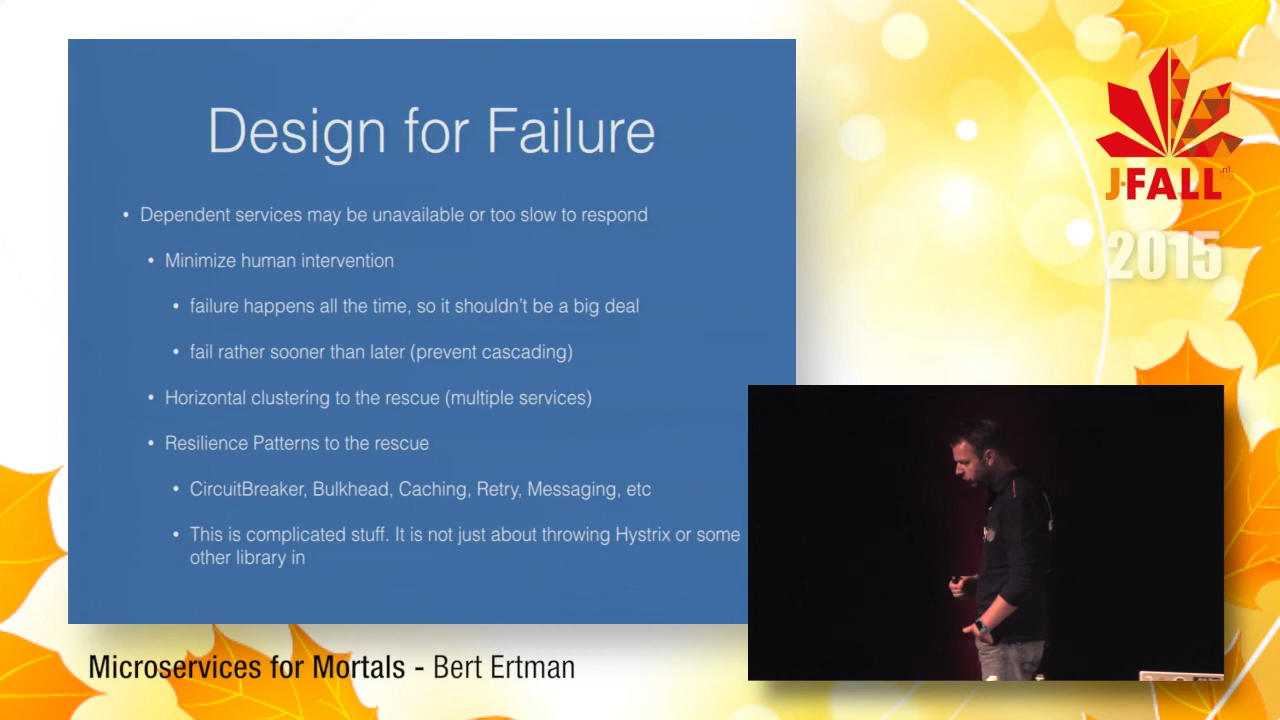 Design for Failure
• Dependent services may be unavailable or too slow to respond
• Minimize human intervention
• failure happens all the time, so it shouldn't be a big deal
• fail rather sooner than later (prevent cascading)
• Horizontal clustering to the rescue (multiple services)
• Resilience Patterns to the rescue
• CircuitBreaker, Bulkhead, Caching, Retry, Messaging, etc
• This is complicated stuff. It is not just about throwing Hystrix or some
other library in
J-FALL.nl
2015
Microservices for Mortals - Bert Ertman